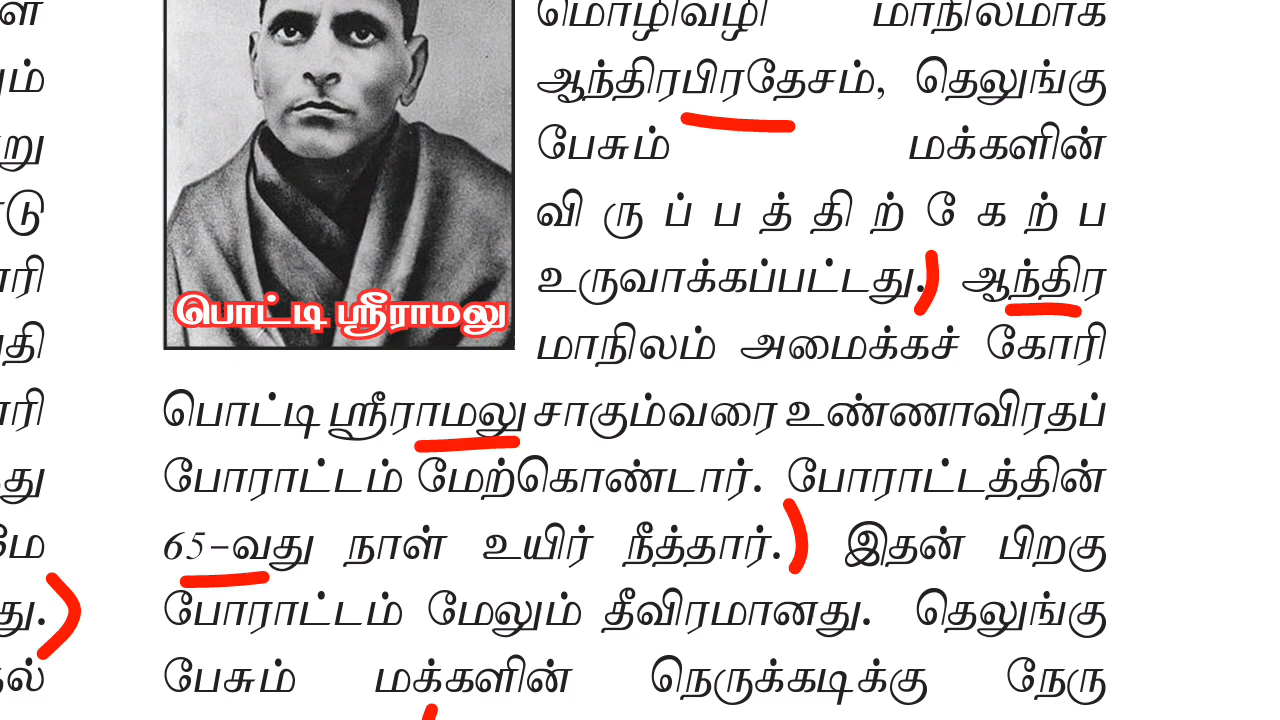 மொழிவழி மாநிலமாக
ஆந்திரபிரதேசம், தெலுங்கு
பேசும் மக்களின்
விருப்பத்திற்கேற்ப
உருவாக்கப்பட்டது. ஆந்திர
மாநிலம் அமைக்கச் கோரி
பொட்டி ஸ்ரீராமலு
பொட்டி ஸ்ரீராமலு சாகும்வரை உண்ணாவிரதப்
போராட்டம் மேற்கொண்டார். போராட்டத்தின்
65-வது நாள் உயிர் நீத்தார். இதன் பிறகு
போராட்டம் மேலும் தீவிரமானது. தெலுங்கு
பேசும் மக்களின் நெருக்கடிக்கு நேரு